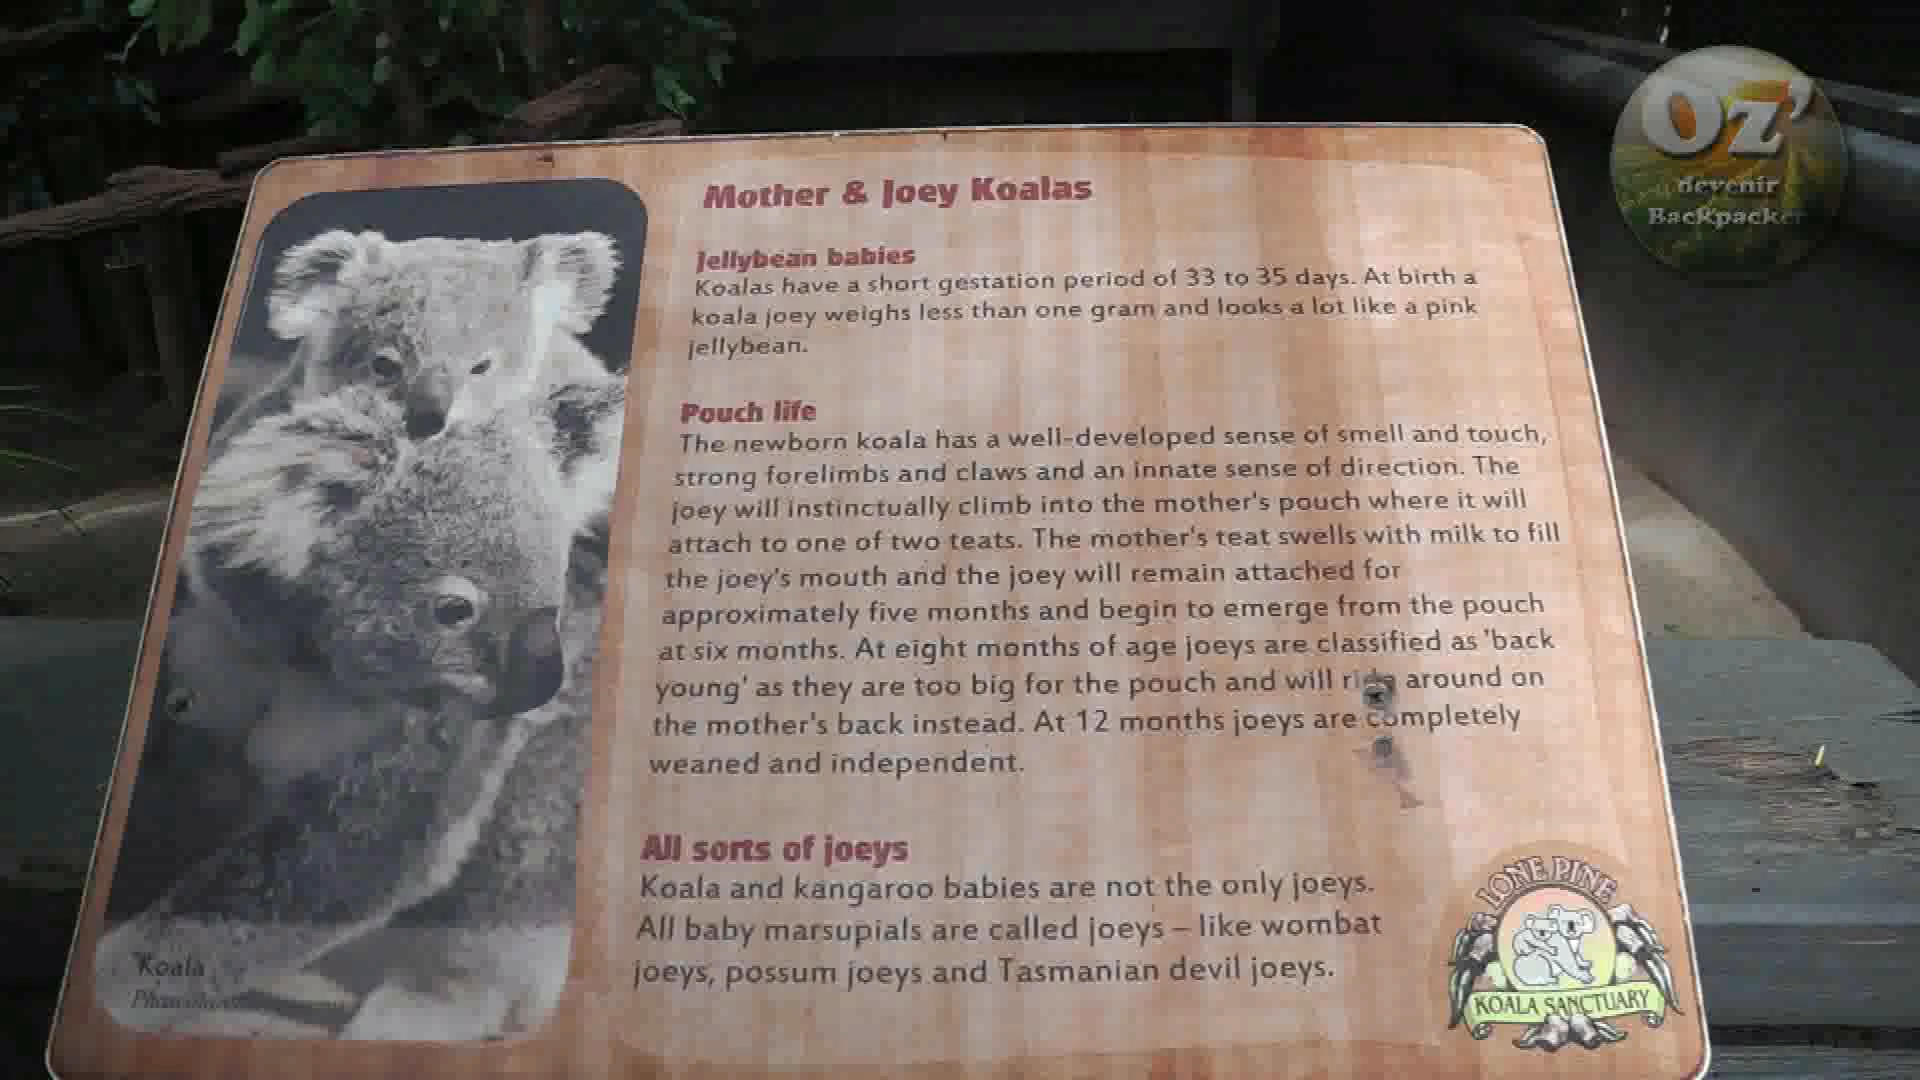 Oz'
devenir
Backpacker
Mother & Joey Koalas
Jellybean babies
Koalas have a short gestation period of 33 to 35 days. At birth a
koala joey weighs less than one gram and looks a lot like a pink
jellybean.
Pouch life
The newborn koala has a well-developed sense of smell and touch,
strong forelimbs and claws and an innate sense of direction. The
joey will instinctually climb into the mother's pouch where it will
attach to one of two teats. The mother's teat swells with milk to fill
the joey's mouth and the joey will remain attached for
approximately five months and begin to emerge from the pouch
at six months. At eight months of age joeys are classified as 'back
young' as they are too big for the pouch and will ride around on
the mother's back instead. At 12 months joeys are completely
weaned and independent.
All sorts of joeys
Koala and kangaroo babies are not the only joeys.
All baby marsupials are called joeys – like wombat
joeys, possum joeys and Tasmanian devil joeys.
Koala
LONE PINE
KOALA SANCTUARY